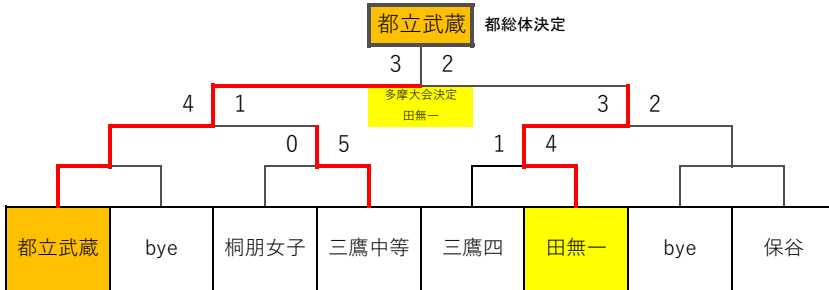 都立武蔵 都総体決定
3 2
多摩大会決定
田無一
4 1 3 2
0 5 1 4
都立武蔵 bye 桐朋女子 三鷹中等 三鷹四 田無一 bye 保谷